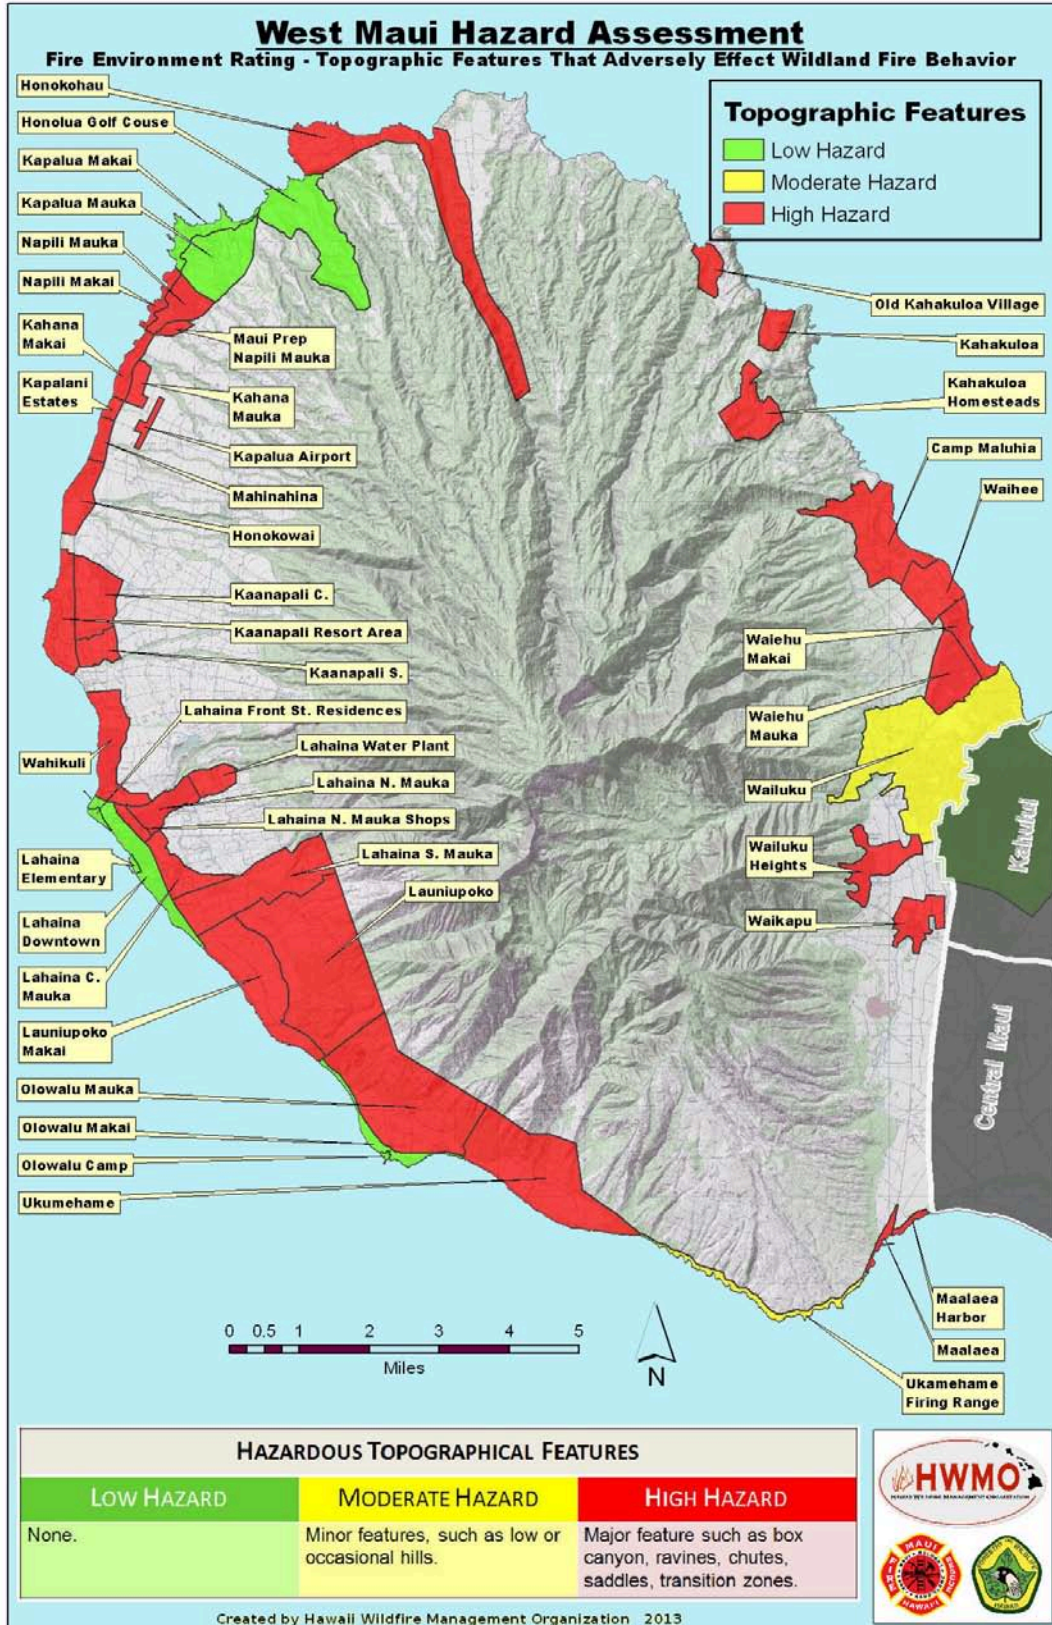 West Maui Hazard Assessment
Fire Environment Rating - Topographic Features That Adversely Effect Wildland Fire Behavior
Topographic Features
Low Hazard
Moderate Hazard
High Hazard
Honokohau
Honolua Golf Couse
Kapalua Makai
Kapalua Mauka
Napili Mauka
Napili Makai
Kahana
Makai
Kapalani
Estates
Maui Prep
Napili Mauka
Kahana
Mauka
Kapalua Airport
Mahinahina
Honokowai
Kaanapali C.
Kaanapali Resort Area
Kaanapali S.
Lahaina Front St. Residences
Wahikuli
Lahaina Water Plant
Lahaina N. Mauka
Lahaina N. Mauka Shops
Lahaina S. Mauka
Launiupoko
Lahaina
Elementary
Lahaina
Downtown
Lahaina C.
Mauka
Launiupoko
Makai
Olowalu Mauka
Olowalu Makai
Olowalu Camp
Ukumehame
Old Kahakuloa Village
Kahakuloa
Kahakuloa
Homesteads
Camp Maluhia
Waihee
Waiehu
Makai
Waiehu
Mauka
Wailuku
Wailuku
Heights
Waikapu
Kahului
Central Maui
Maalaea
Harbor
Maalaea
Ukamehame
Firing Range
0 0.5 1 2 3 4 5
Miles
N
HAZARDOUS TOPOGRAPHICAL FEATURES
LOW HAZARD
MODERATE HAZARD
HIGH HAZARD
None.
Minor features, such as low or
occasional hills.
Major feature such as box
canyon, ravines, chutes,
saddles, transition zones.
HWMO
MAUI
FIRE
HAWAII
Created by Hawaii Wildfire Management Organization 2013